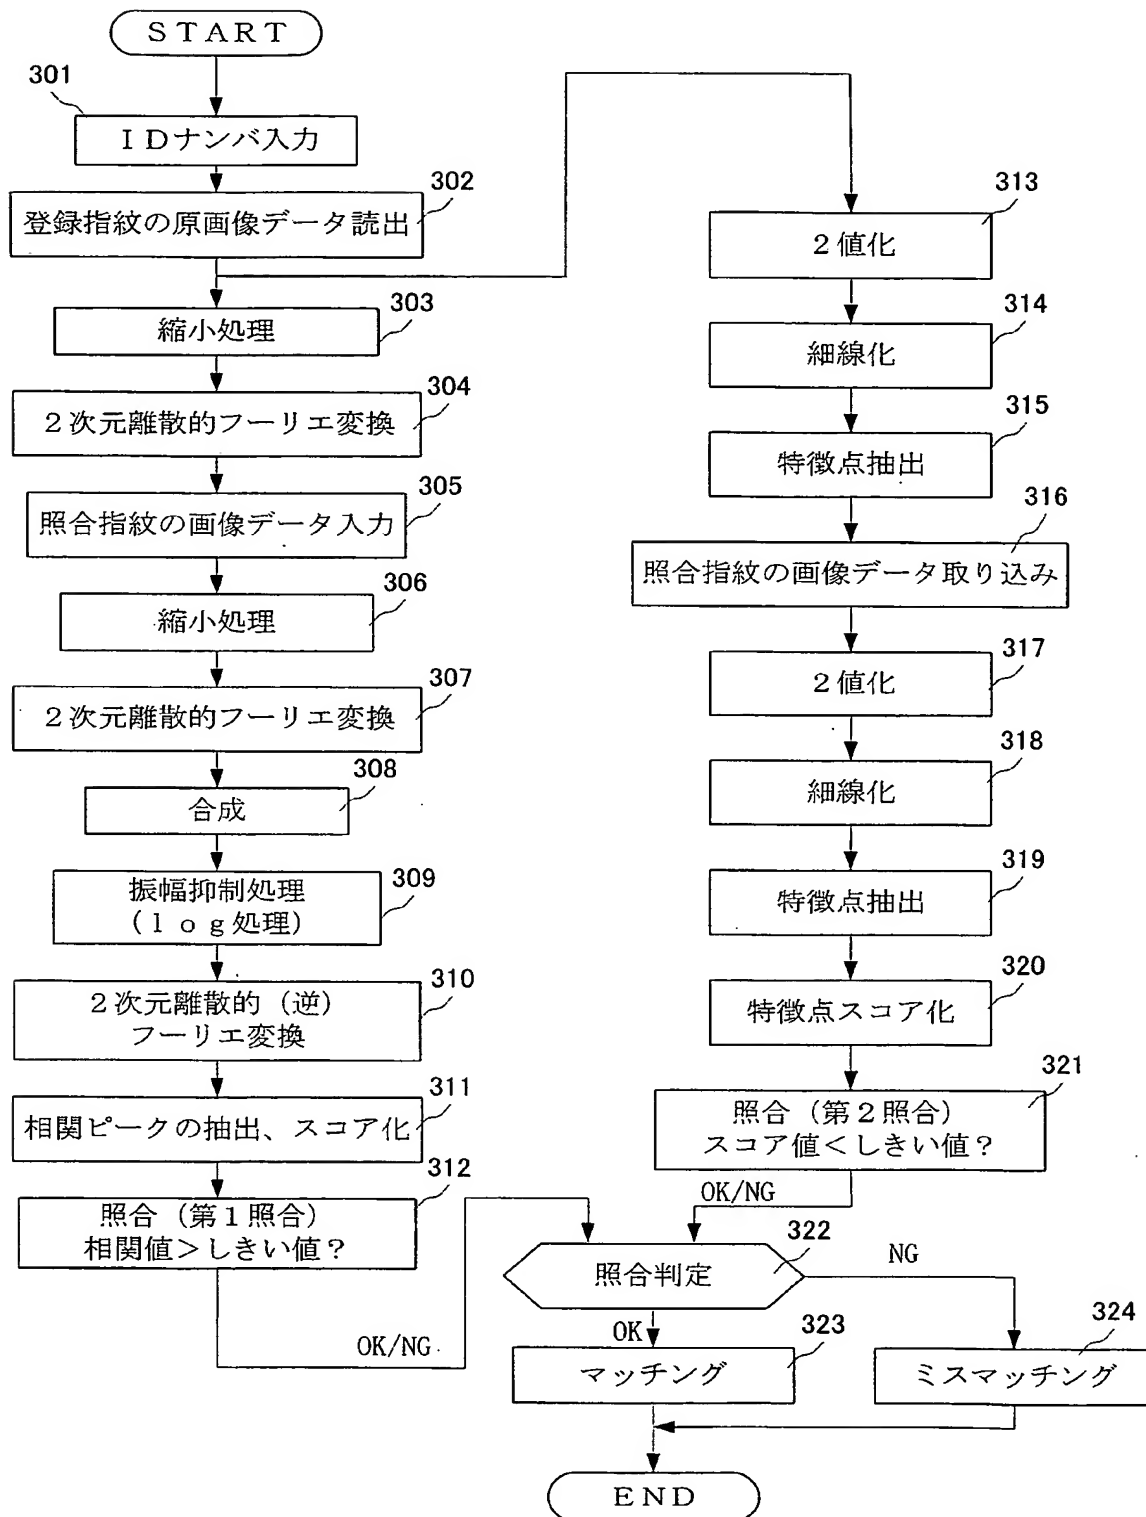 START
301
IDナンバ入力
302
登録指紋の原画像データ読出
303
縮小処理
304
2次元離散的フーリエ変換
305
照合指紋の画像データ入力
306
縮小処理
307
2次元離散的フーリエ変換
308
合成
309
振幅抑制処理
(log処理)
310
2次元離散的(逆)
フーリエ変換
311
相関ピークの抽出、スコア化
312
照合(第1照合)
相関値>しきい値?
OK/NG
313
2値化
314
細線化
315
特徴点抽出
316
照合指紋の画像データ取り込み
317
2値化
318
細線化
319
特徴点抽出
320
特徴点スコア化
321
照合(第2照合)
スコア値<しきい値?
OK/NG
322
照合判定
NG
OK
323
マッチング
324
ミスマッチング
END